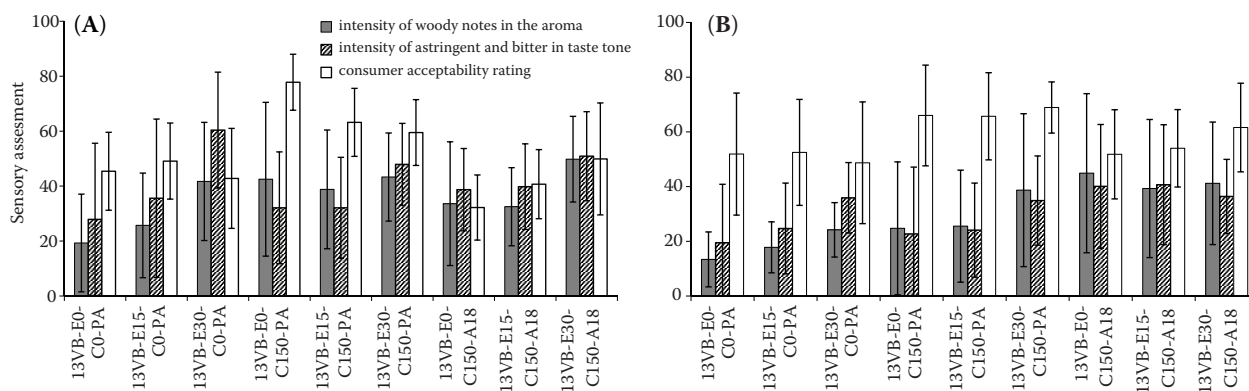 (A)
intensity of woody notes in the aroma
intensity of astringent and bitter in taste tone
consumer acceptability rating
Sensory assesment
100
80
60
40
20
0
13VB-E0-
C0-PA
13VB-E15-
C0-PA
13VB-E30-
C0-PA
13VB-E0-
C150-PA
13VB-E15-
C150-PA
13VB-E30-
C150-PA
13VB-E0-
C150-A18
13VB-E15-
C150-A18
13VB-E30-
C150-A18
(B)
100
80
60
40
20
0
13VB-E0-
C0-PA
13VB-E15-
C0-PA
13VB-E30-
C0-PA
13VB-E0-
C150-PA
13VB-E15-
C150-PA
13VB-E30-
C150-PA
13VB-E0-
C150-A18
13VB-E15-
C150-A18
13VB-E30-
C150-A18